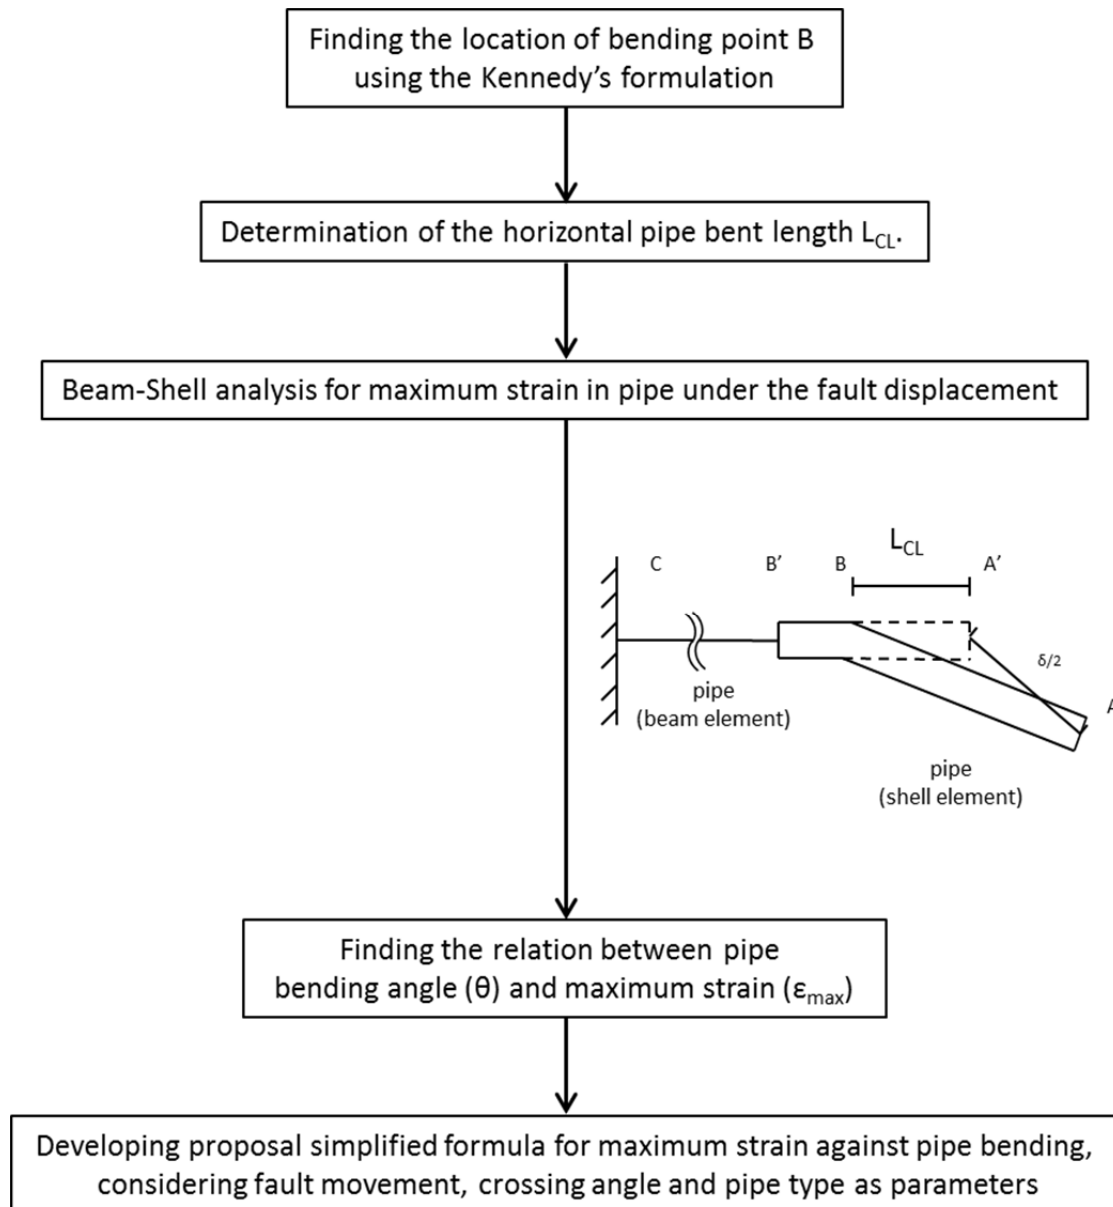 Finding the location of bending point B
using the Kennedy's formulation
Determination of the horizontal pipe bent length L_CL.
Beam-Shell analysis for maximum strain in pipe under the fault displacement
L_CL
C B' B A'
δ/2
A
pipe
(beam element)
pipe
(shell element)
Finding the relation between pipe
bending angle (θ) and maximum strain (ε_max)
Developing proposal simplified formula for maximum strain against pipe bending,
considering fault movement, crossing angle and pipe type as parameters